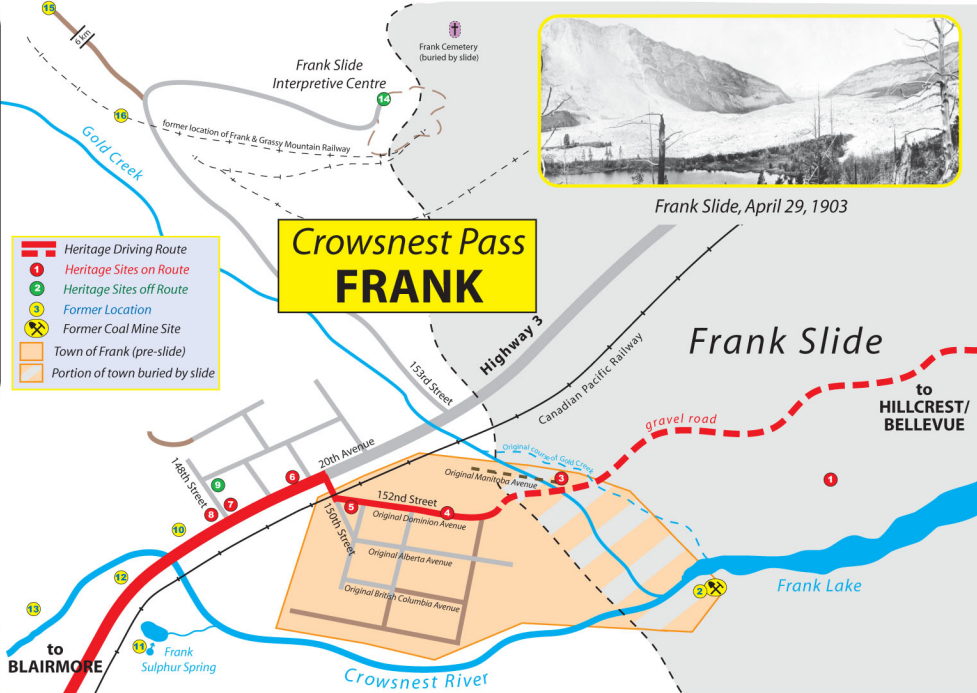 15
6 km
Frank Cemetery
(buried by slide)
Frank Slide
Interpretive Centre
14
16
former location of Frank & Grassy Mountain Railway
Gold Creek
Frank Slide, April 29, 1903
Crowsnest Pass
FRANK
Heritage Driving Route
1 Heritage Sites on Route
2 Heritage Sites off Route
3 Former Location
Former Coal Mine Site
Town of Frank (pre-slide)
Portion of town buried by slide
Highway 3
Canadian Pacific Railway
Frank Slide
153rd Street
to
HILLCREST/
BELLEVUE
gravel road
20th Avenue
Original course of Gold Creek
Original Manitoba Avenue
3
1
148th Street
9
6
7
8
5
152nd Street
4
Original Dominion Avenue
150th Street
10
Original Alberta Avenue
12
Original British Columbia Avenue
2
Frank Lake
13
11
Frank
Sulphur Spring
to
BLAIRMORE
Crowsnest River